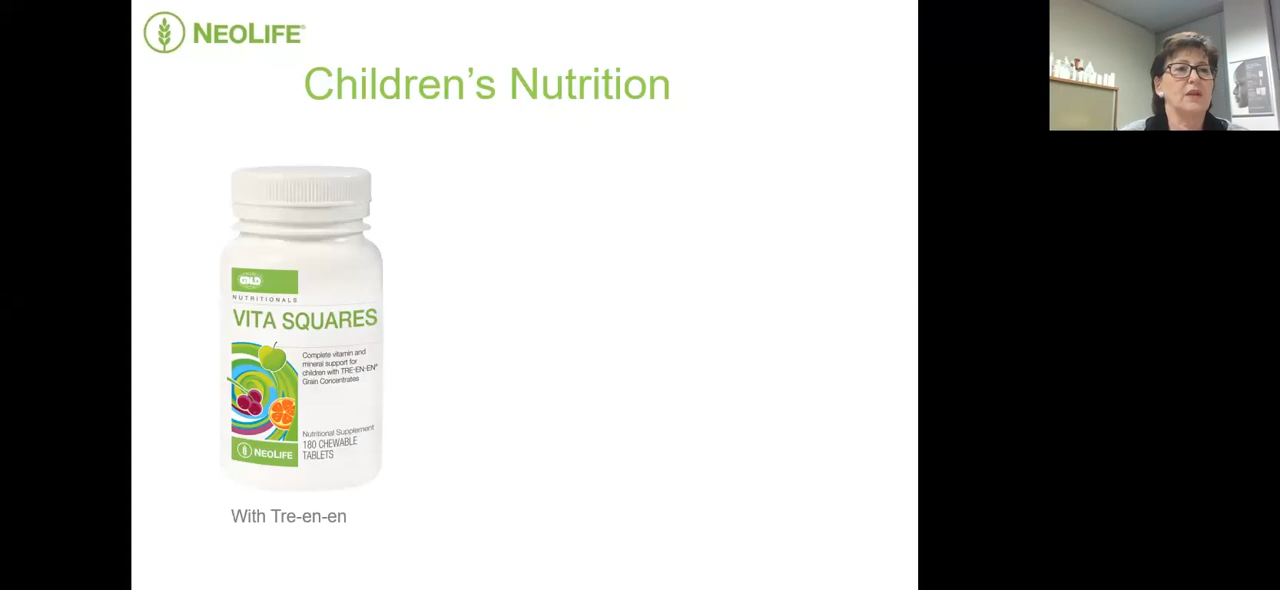 NEOLIFE
Children's Nutrition
GOLD
NUTRITIONALS
VITA SQUARES
Complete vitamin and
mineral support for
children with TRE-EN-EN®
Grain Concentrates
Nutritional Supplement
180 CHEWABLE
TABLETS
NEOLIFE
With Tre-en-en